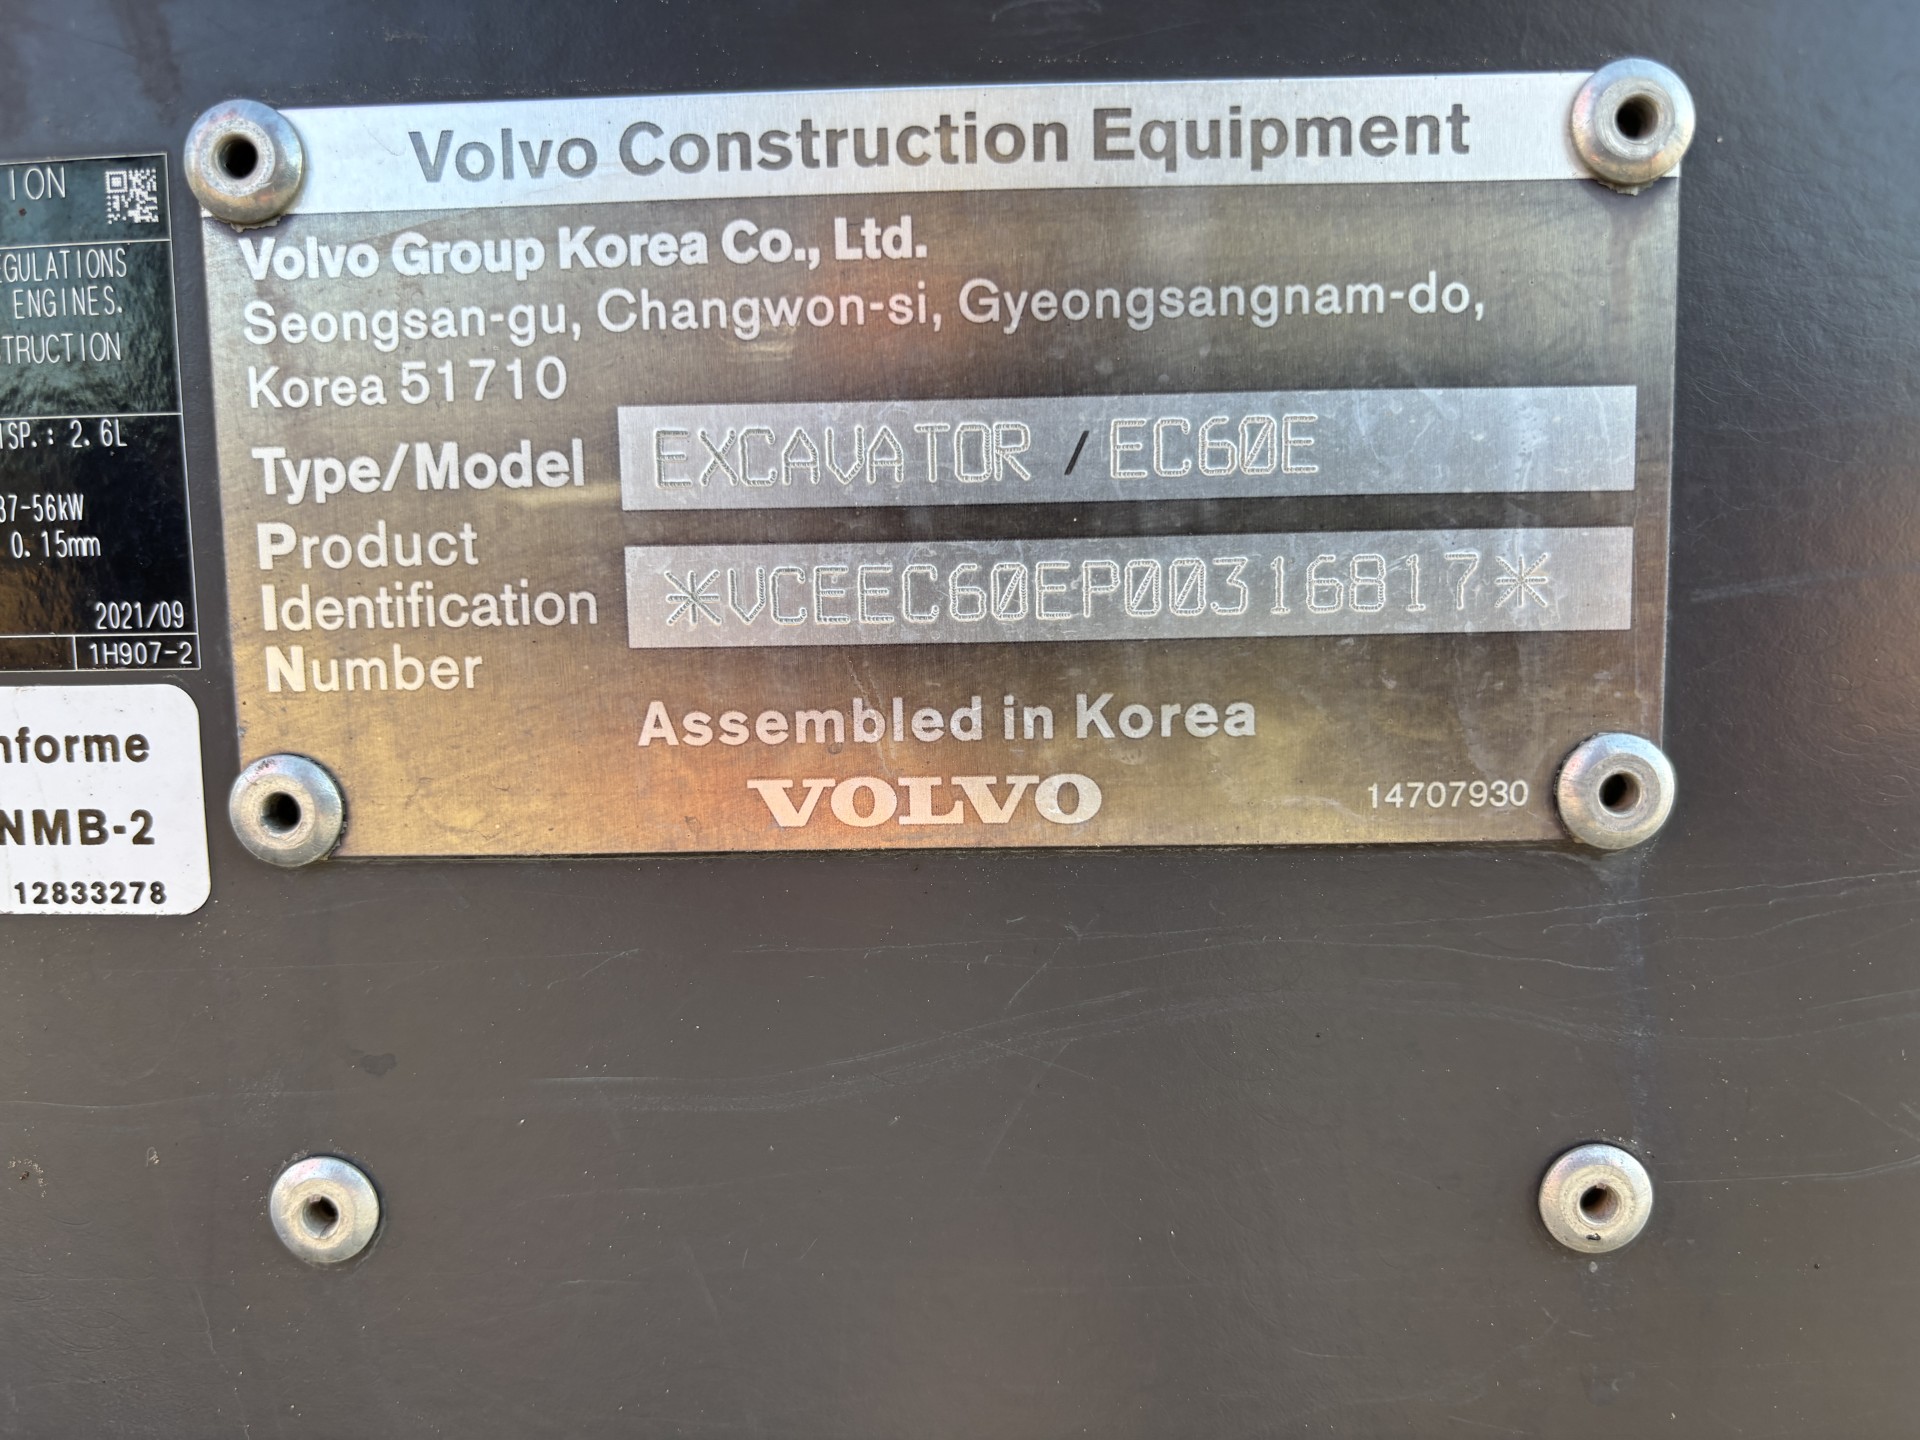 Volvo Construction Equipment
Volvo Group Korea Co., Ltd.
Seongsan-gu, Changwon-si, Gyeongsangnam-do,
Korea 51710
Type/Model EXCAVATOR / EC60E
Product
Identification *VCEEC60EP00316817*
Number
Assembled in Korea
VOLVO
14707930
ION
EGULATIONS
ENGINES.
TRUCTION
ISP.: 2.6L
37-56kW
0.15mm
2021/09
1H907-2
nforme
NMB-2
12833278